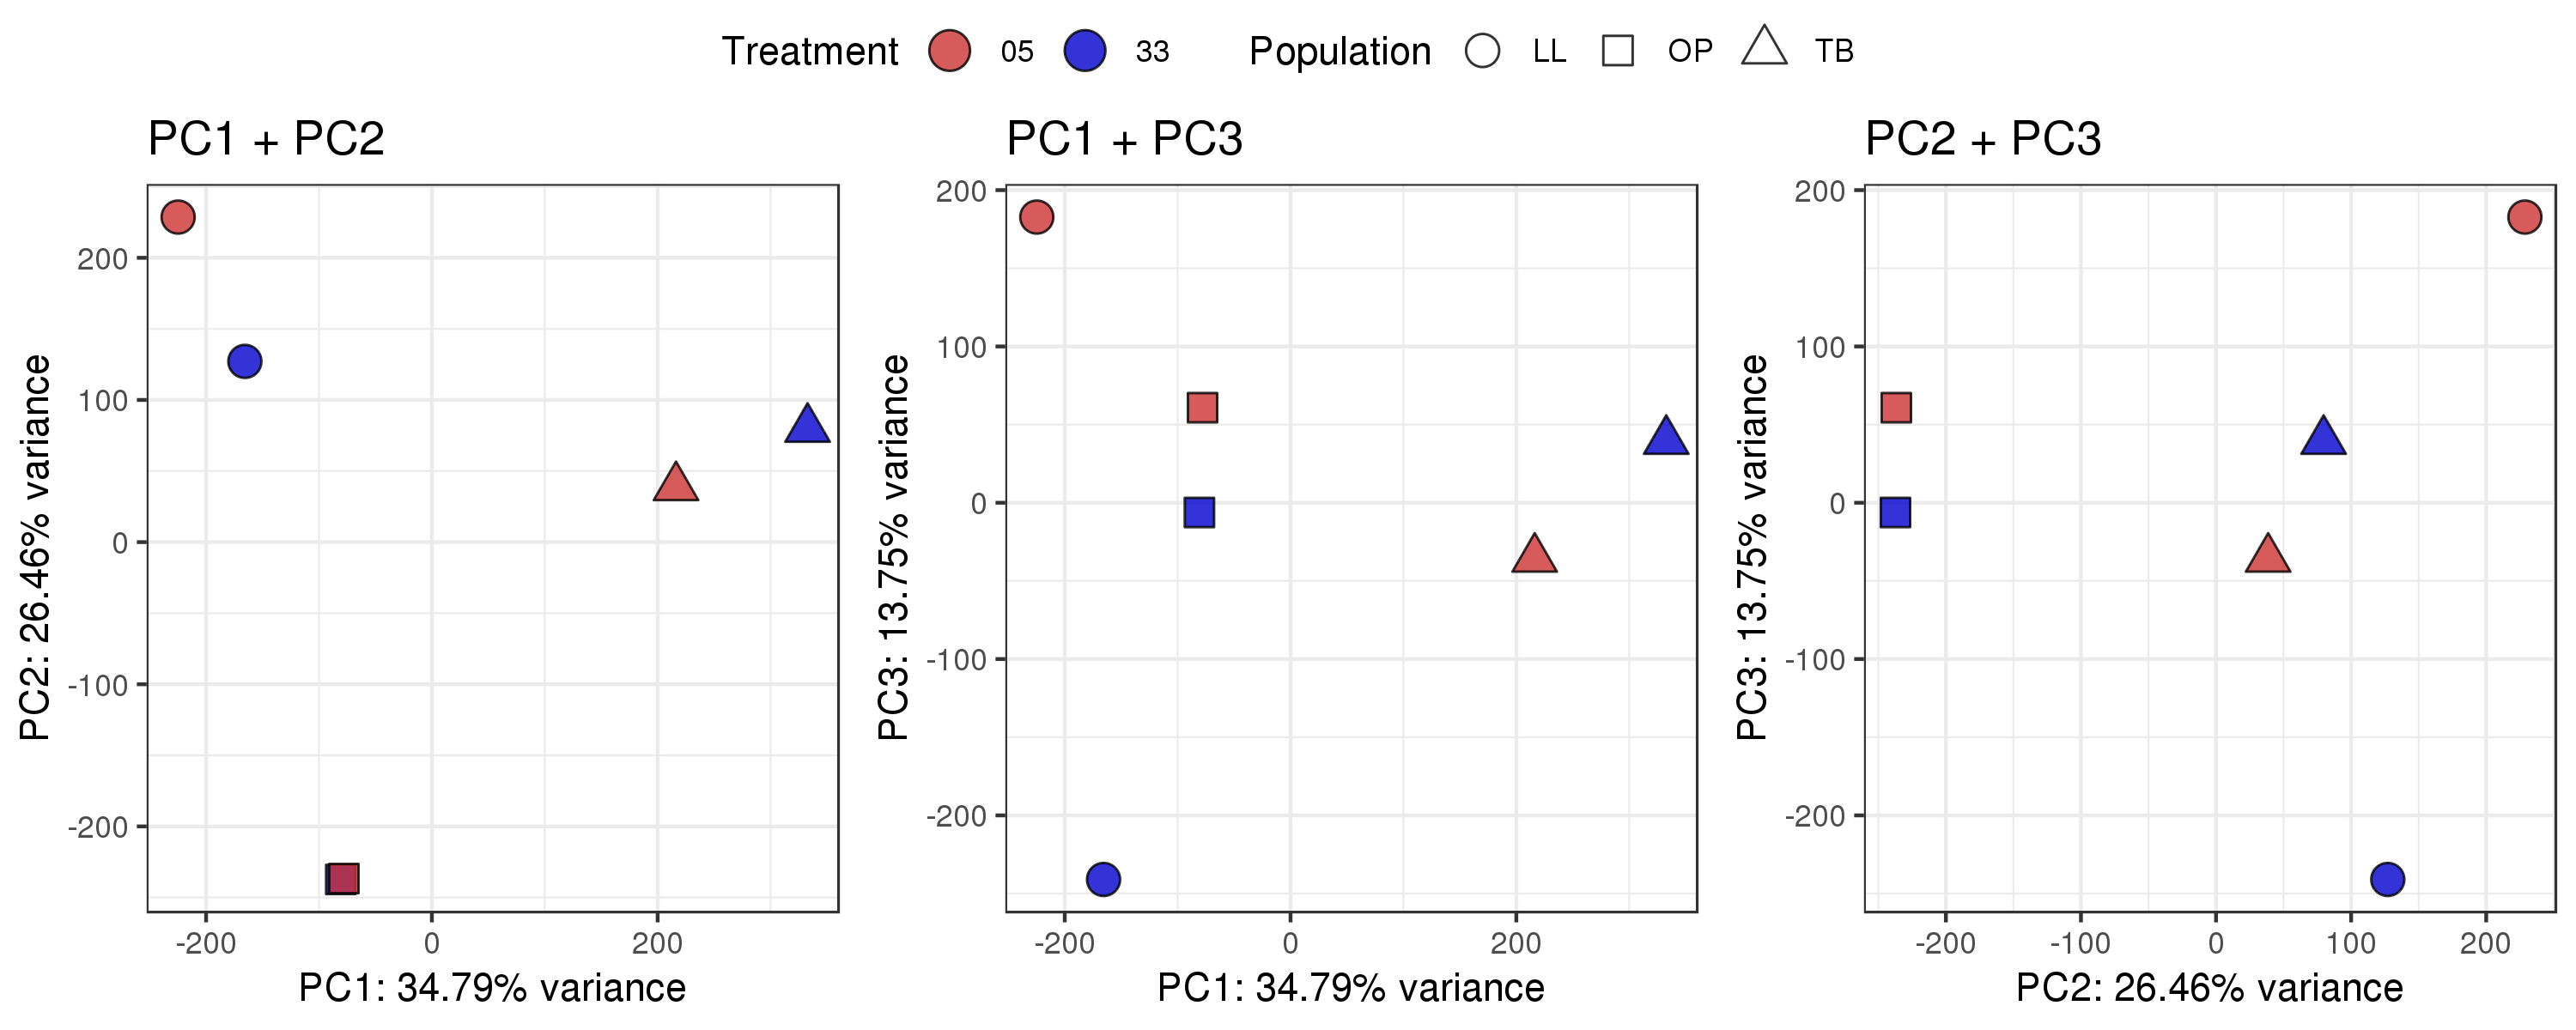 Treatment 05 33 Population LL OP TB
PC1 + PC2
200
100
0
-100
-200
-200 0 200
PC2: 26.46% variance
PC1: 34.79% variance
PC1 + PC3
200
100
0
-100
-200
-200 0 200
PC3: 13.75% variance
PC1: 34.79% variance
PC2 + PC3
200
100
0
-100
-200
-200 -100 0 100 200
PC3: 13.75% variance
PC2: 26.46% variance